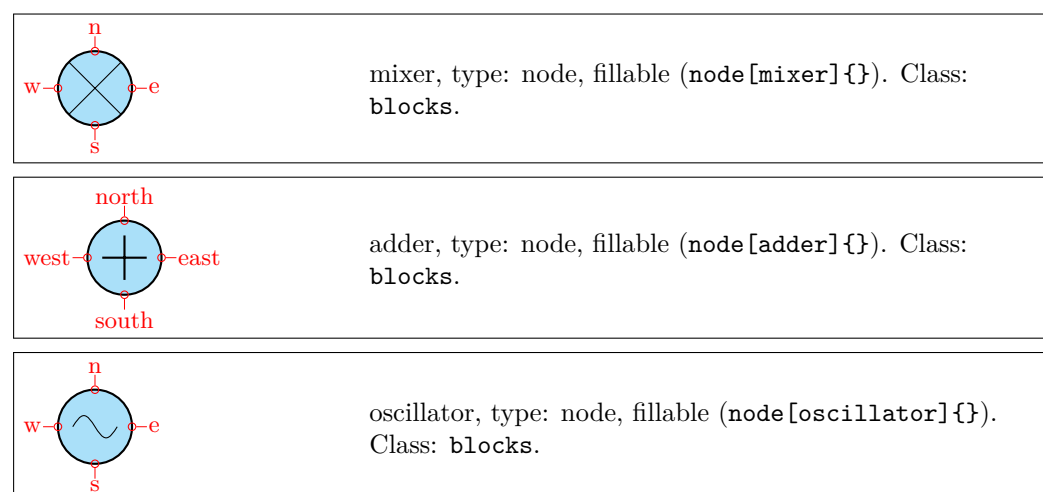 n
w e
s
mixer, type: node, fillable (node[mixer]{}). Class:
blocks.
north
west east
south
adder, type: node, fillable (node[adder]{}). Class:
blocks.
n
w e
s
oscillator, type: node, fillable (node[oscillator]{}).
Class: blocks.